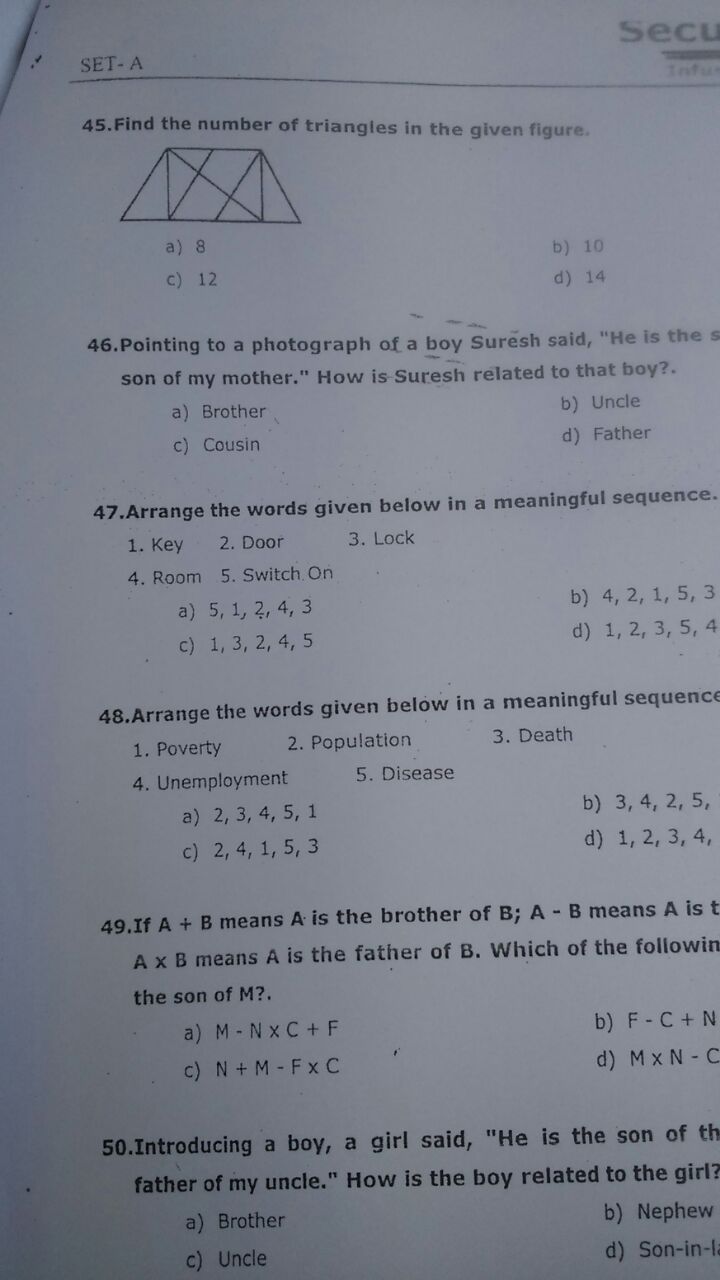 Secu
SET- A
45.Find the number of triangles in the given figure.
a) 8 b) 10
c) 12 d) 14
46.Pointing to a photograph of a boy Suresh said, "He is the s
son of my mother." How is Suresh related to that boy?.
a) Brother b) Uncle
c) Cousin d) Father
47.Arrange the words given below in a meaningful sequence.
1. Key 2. Door 3. Lock
4. Room 5. Switch On
a) 5, 1, 2, 4, 3 b) 4, 2, 1, 5, 3
c) 1, 3, 2, 4, 5 d) 1, 2, 3, 5, 4
48.Arrange the words given below in a meaningful sequence
1. Poverty 2. Population 3. Death
4. Unemployment 5. Disease
a) 2, 3, 4, 5, 1 b) 3, 4, 2, 5,
c) 2, 4, 1, 5, 3 d) 1, 2, 3, 4,
49.If A + B means A is the brother of B; A - B means A is t
A x B means A is the father of B. Which of the followin
the son of M?.
a) M - N x C + F b) F - C + N
c) N + M - F x C d) M x N - C
50.Introducing a boy, a girl said, "He is the son of th
father of my uncle." How is the boy related to the girl?
a) Brother b) Nephew
c) Uncle d) Son-in-la